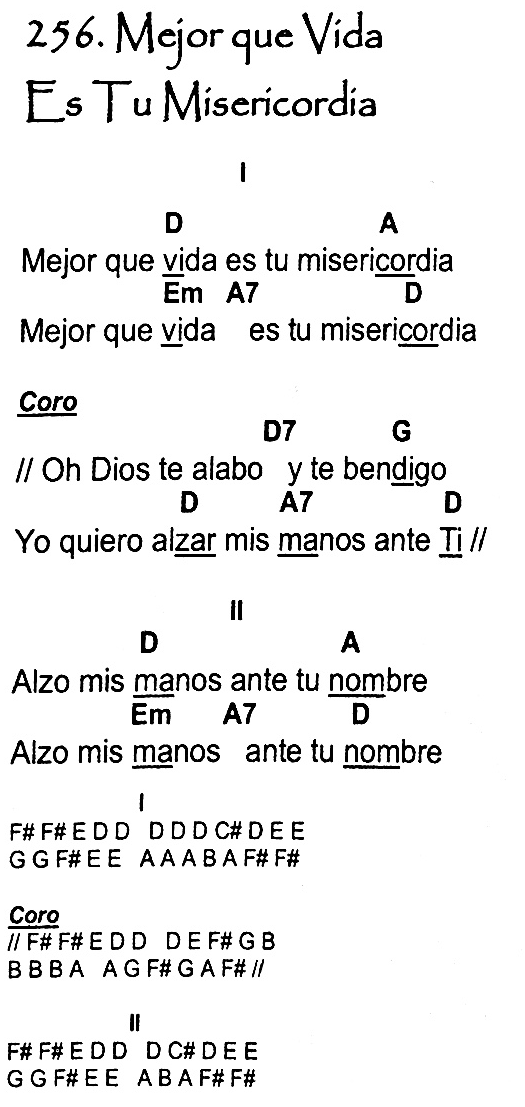 256. Mejor que Vida
Es Tu Misericordia
I
D A
Mejor que vida es tu misericordia
Em A7 D
Mejor que vida es tu misericordia
Coro
D7 G
// Oh Dios te alabo y te bendigo
D A7 D
Yo quiero alzar mis manos ante Ti //
II
D A
Alzo mis manos ante tu nombre
Em A7 D
Alzo mis manos ante tu nombre
I
F# F# E D D D D D C# D E E
G G F# E E A A A B A F# F#
Coro
// F# F# E D D D E F# G B
B B B A A G F# G A F# //
II
F# F# E D D D C# D E E
G G F# E E A B A F# F#